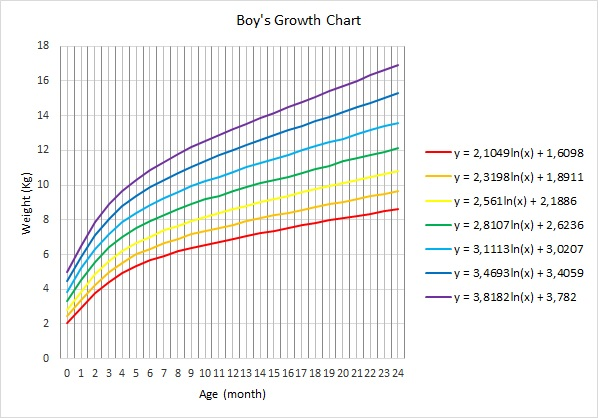 Boy's Growth Chart
18
16
14
12
10
8
6
4
2
0
Weight (Kg)
0 1 2 3 4 5 6 7 8 9 10 11 12 13 14 15 16 17 18 19 20 21 22 23 24
Age (month)
y = 2,1049ln(x) + 1,6098
y = 2,3198ln(x) + 1,8911
y = 2,561ln(x) + 2,1886
y = 2,8107ln(x) + 2,6236
y = 3,1113ln(x) + 3,0207
y = 3,4693ln(x) + 3,4059
y = 3,8182ln(x) + 3,782